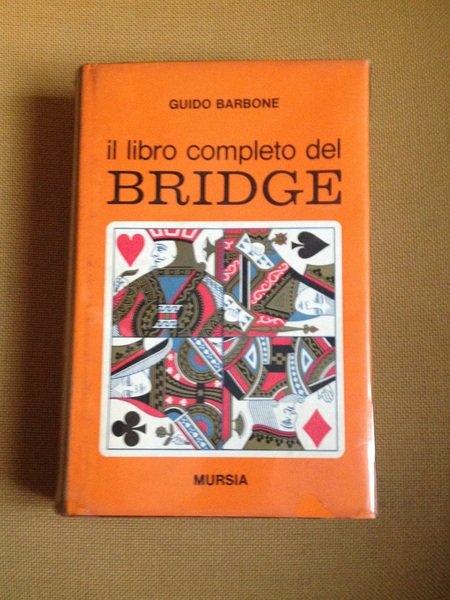 GUIDO BARBONE
il libro completo del
BRIDGE
MURSIA